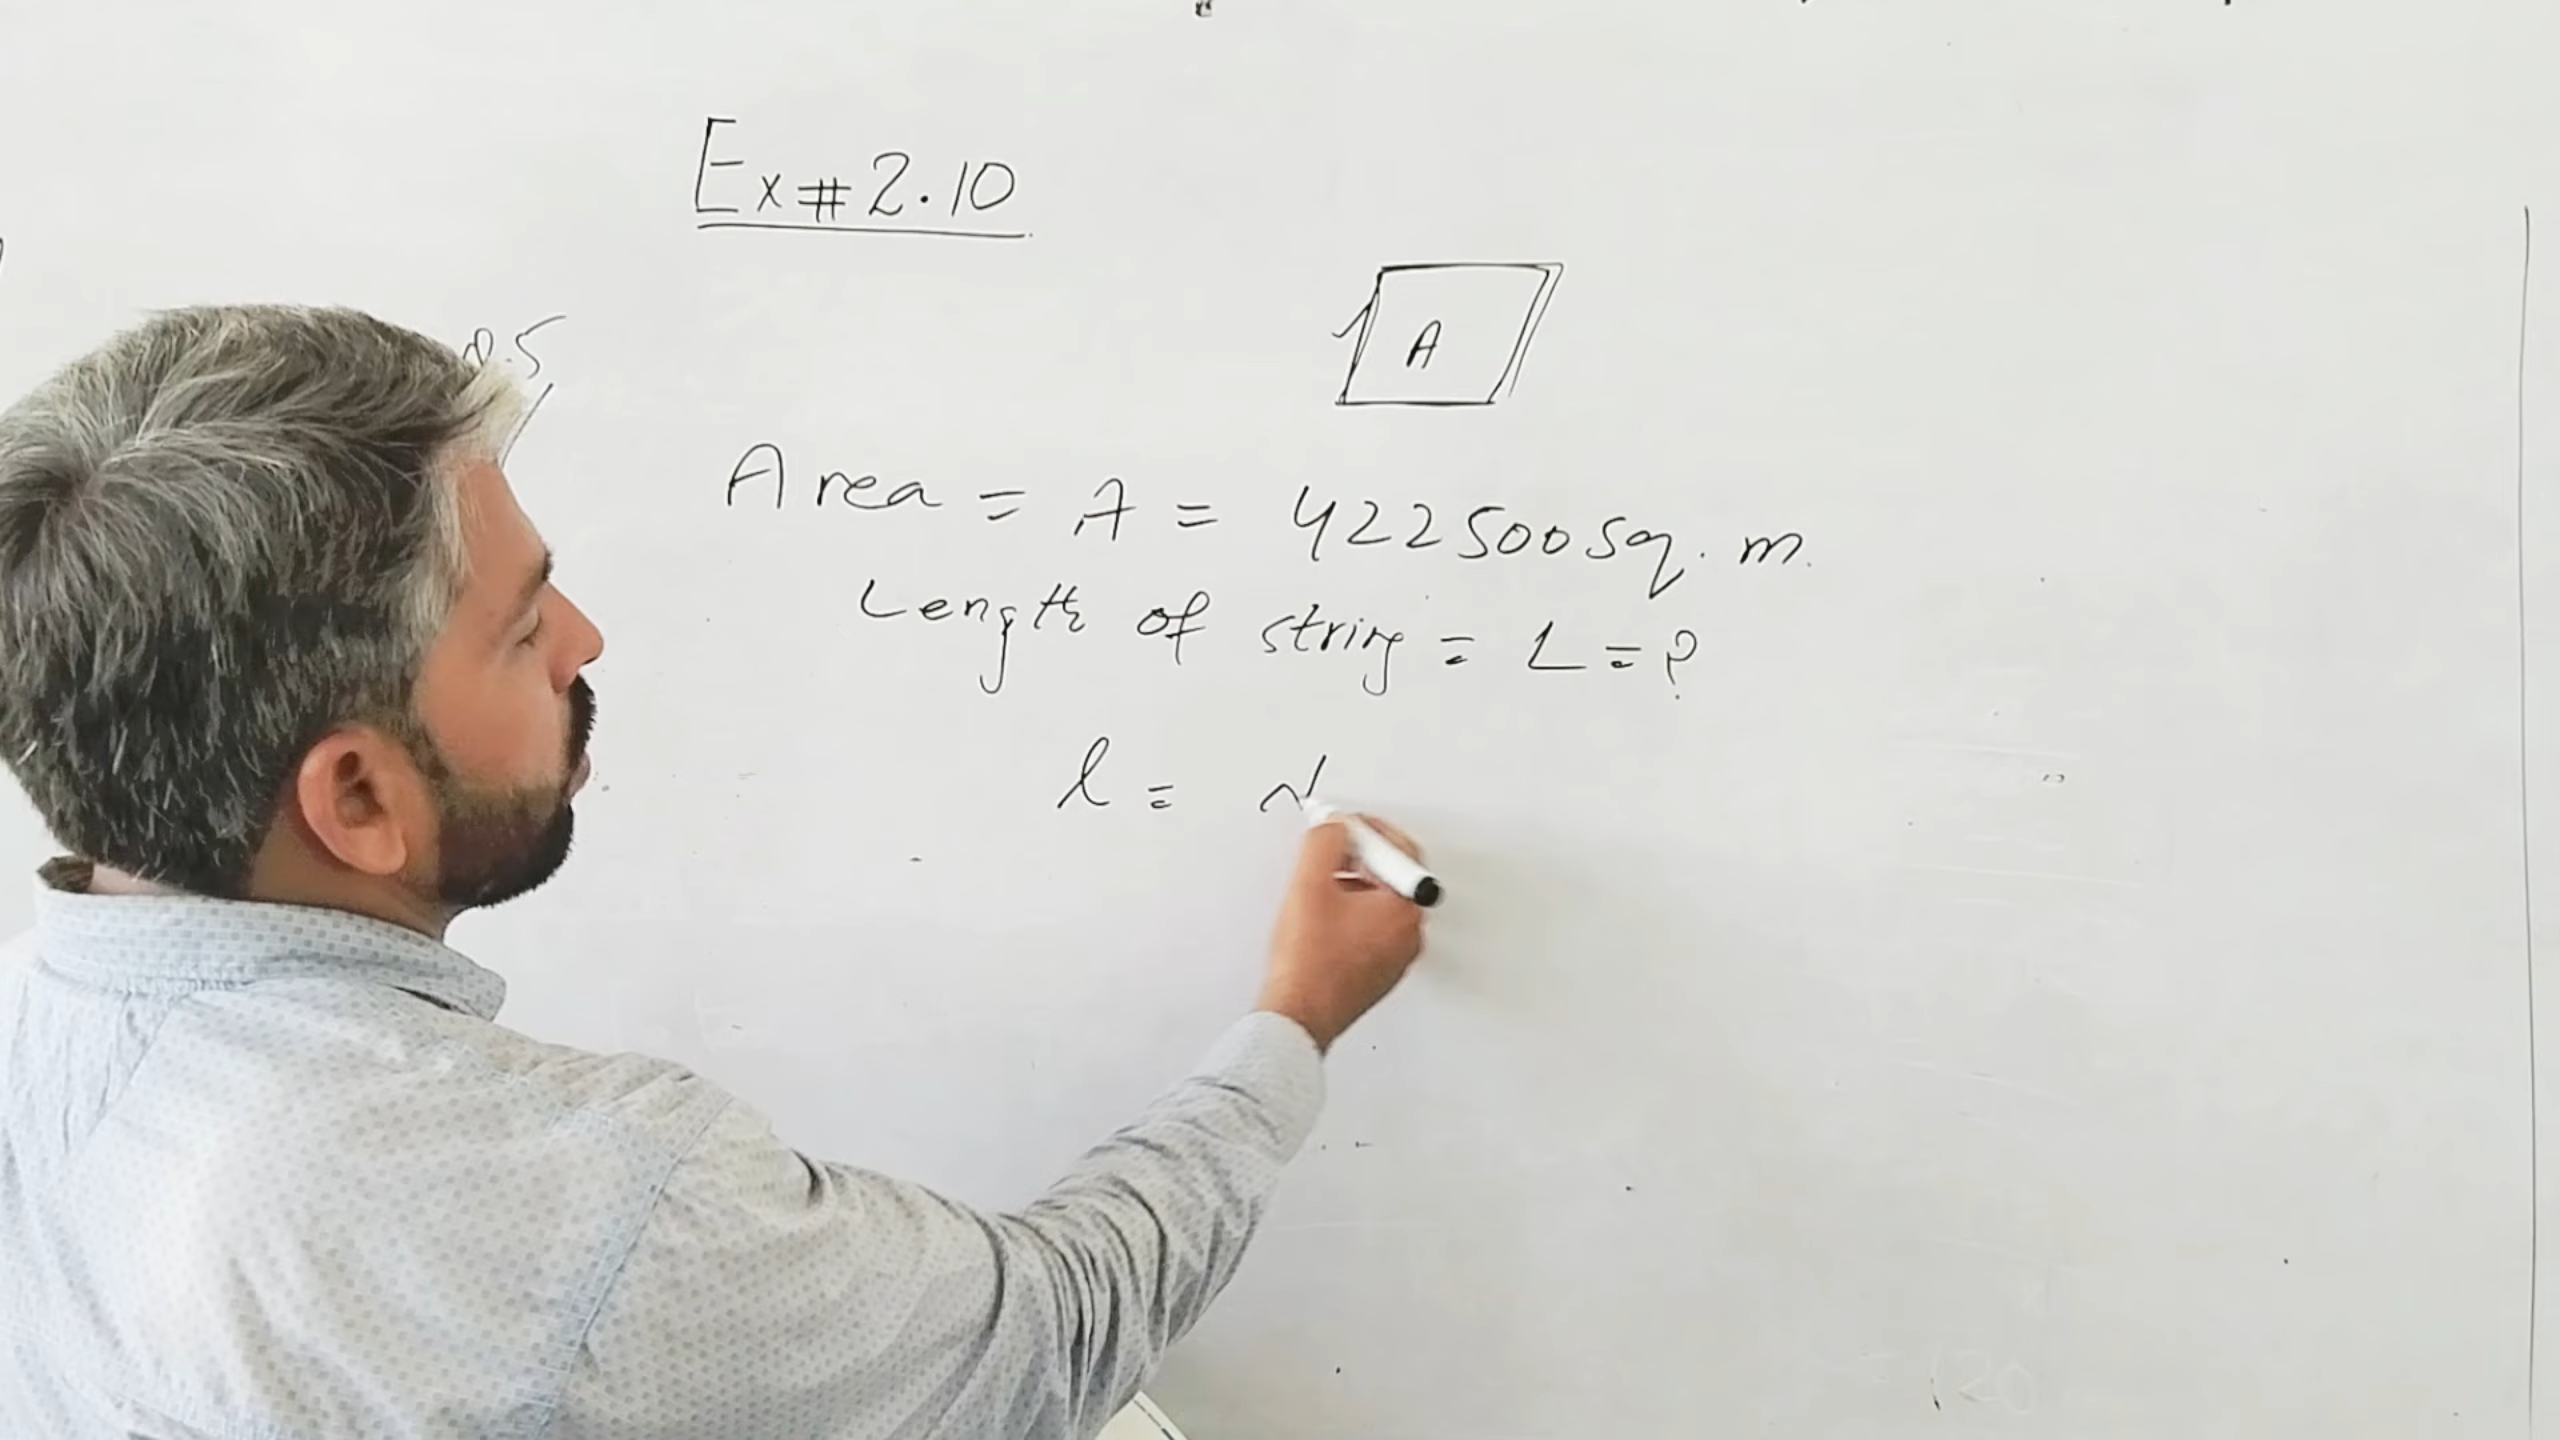 Ex#2.10
A
Area = A = 422500 sq. m.
Length of string = L = ?
l = √